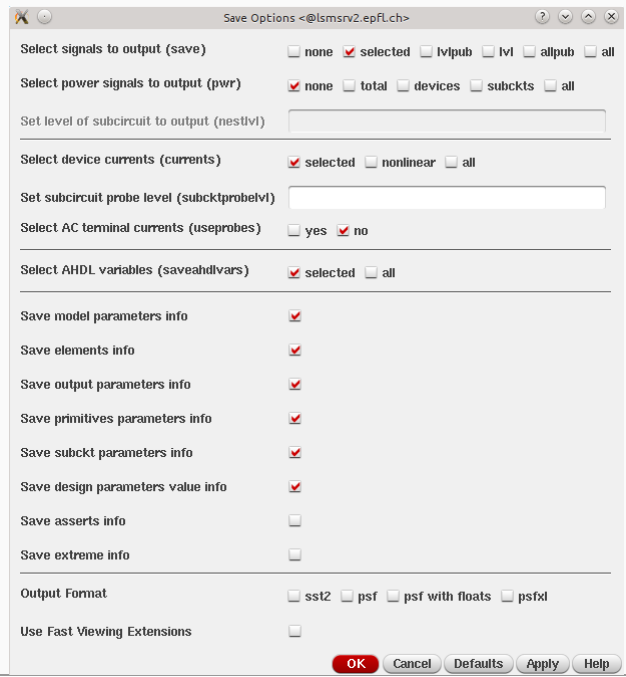 Save Options <@lsmsrv2.epfl.ch>
Select signals to output (save) none selected lvlpub lvl allpub all
Select power signals to output (pwr) none total devices subckts all
Set level of subcircuit to output (nestlvl)
Select device currents (currents) selected nonlinear all
Set subcircuit probe level (subcktprobelvl)
Select AC terminal currents (useprobes) yes no
Select AHDL variables (saveahdlvars) selected all
Save model parameters info
Save elements info
Save output parameters info
Save primitives parameters info
Save subckt parameters info
Save design parameters value info
Save asserts info
Save extreme info
Output Format sst2 psf psf with floats psfxl
Use Fast Viewing Extensions
OK Cancel Defaults Apply Help